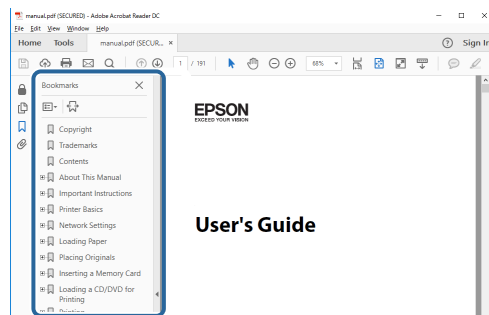 manual.pdf (SECURED) - Adobe Acrobat Reader DC
File Edit View Window Help
Home Tools manual.pdf (SECUR... ×
? Sign In
1 / 191 68%
Bookmarks
Copyright
Trademarks
Contents
About This Manual
Important Instructions
Printer Basics
Network Settings
Loading Paper
Placing Originals
Inserting a Memory Card
Loading a CD/DVD for
Printing
EPSON
EXCEED YOUR VISION
User's Guide